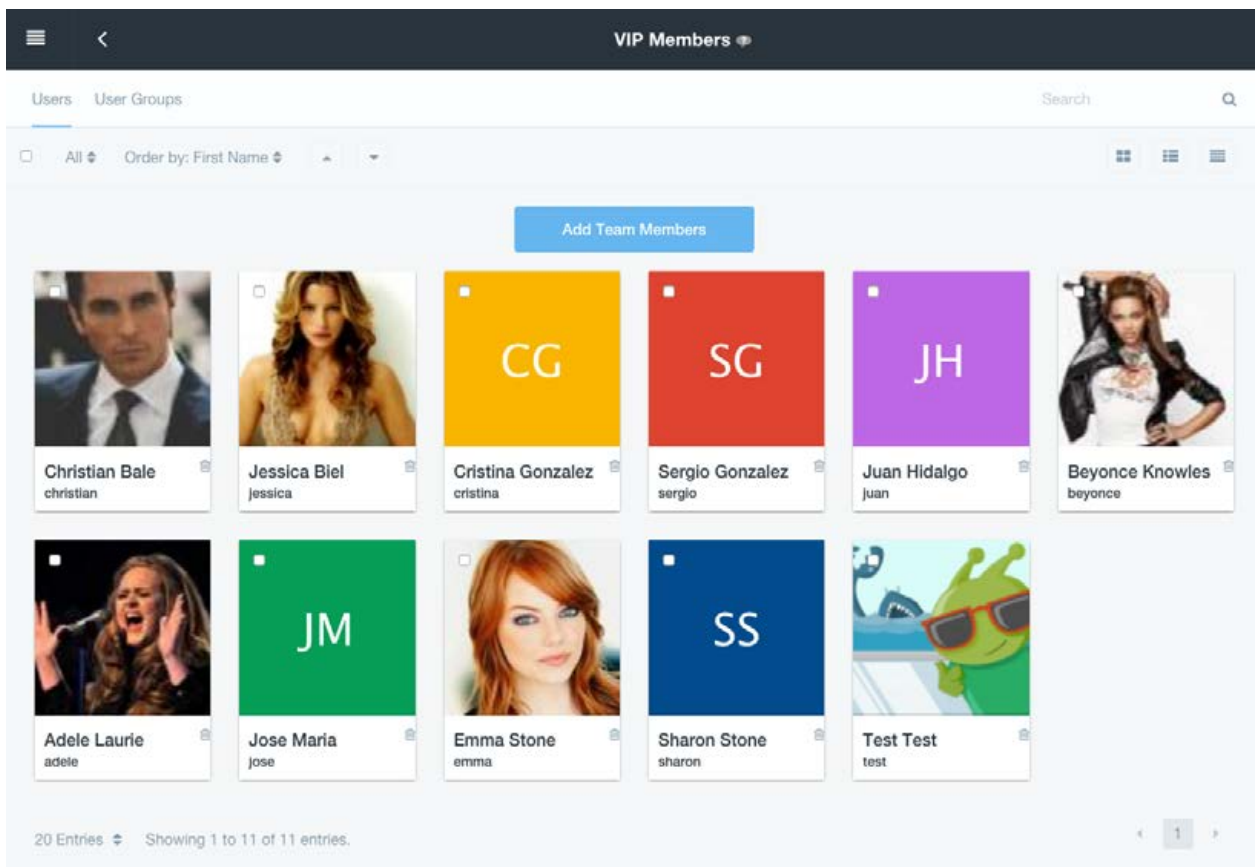 VIP Members
Users User Groups Search
All Order by: First Name
Add Team Members
CG SG JH
Christian Bale Jessica Biel Cristina Gonzalez Sergio Gonzalez Juan Hidalgo Beyonce Knowles
christian jessica cristina sergio juan beyonce
JM SS
Adele Laurie Jose Maria Emma Stone Sharon Stone Test Test
adele jose emma sharon test
20 Entries Showing 1 to 11 of 11 entries. 1